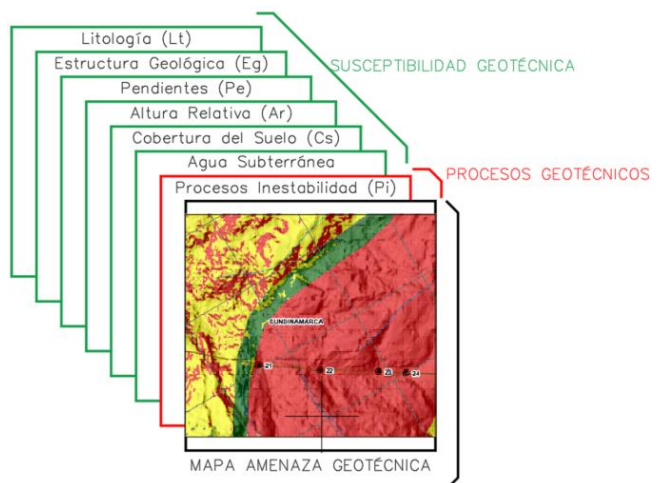 Litología (Lt)
Estructura Geológica (Eg)
SUSCEPTIBILIDAD GEOTÉCNICA
Pendientes (Pe)
Altura Relativa (Ar)
Cobertura del Suelo (Cs)
Agua Subterránea
PROCESOS GEOTÉCNICOS
Procesos Inestabilidad (Pi)
CUNDINAMARCA
21
22
23
24
MAPA AMENAZA GEOTÉCNICA